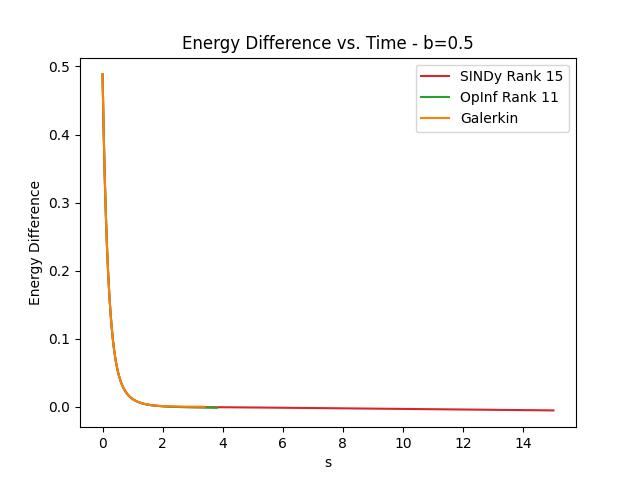 Energy Difference vs. Time - b=0.5
SINDy Rank 15
OpInf Rank 11
Galerkin
Energy Difference
0.5
0.4
0.3
0.2
0.1
0.0
0 2 4 6 8 10 12 14
s